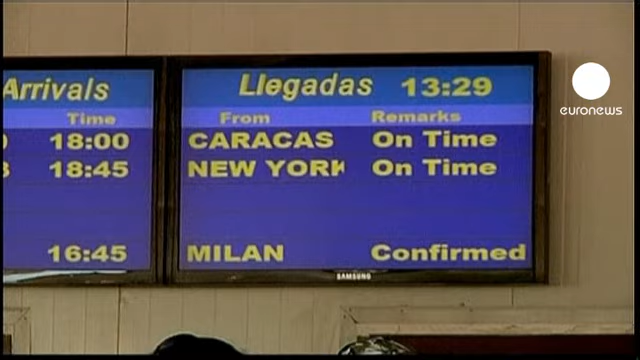 Arrivals Llegadas 13:29
Time From Remarks
18:00 CARACAS On Time
8 18:45 NEW YORK On Time
16:45 MILAN Confirmed
SAMSUNG
euronews